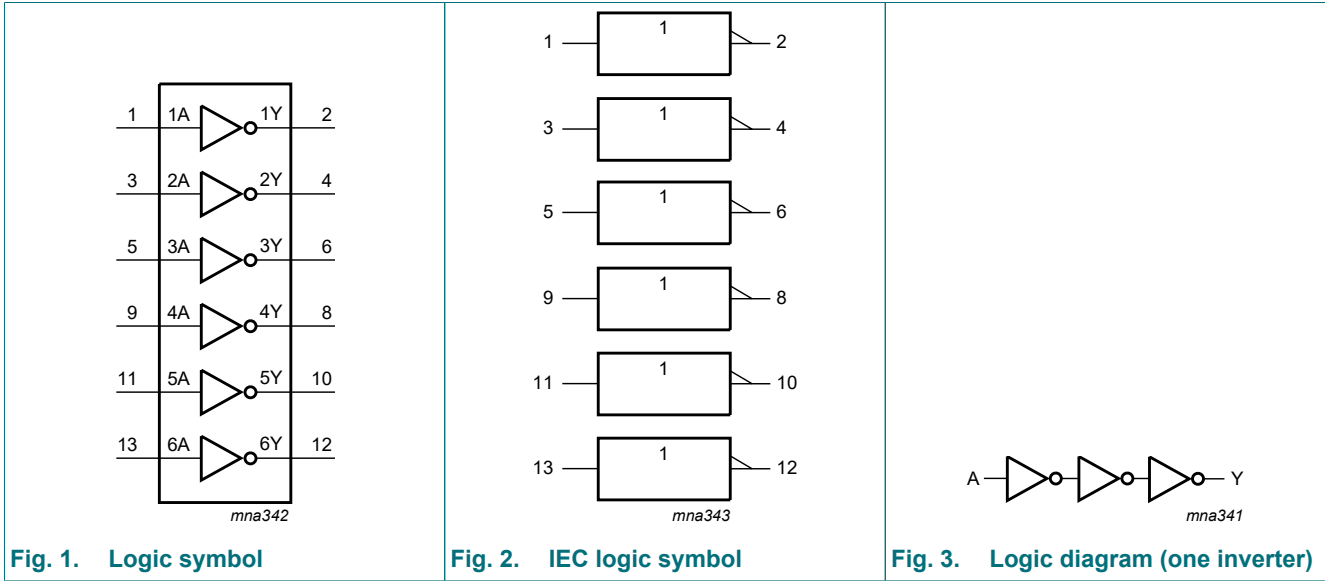 1 1A 1Y 2
3 2A 2Y 4
5 3A 3Y 6
9 4A 4Y 8
11 5A 5Y 10
13 6A 6Y 12
mna342
Fig. 1. Logic symbol
1 1 2
3 1 4
5 1 6
9 1 8
11 1 10
13 1 12
mna343
Fig. 2. IEC logic symbol
A Y
mna341
Fig. 3. Logic diagram (one inverter)